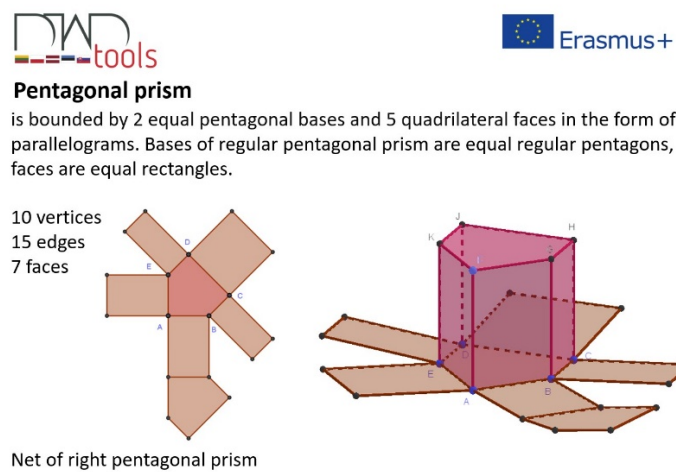 PWD
tools
Erasmus+
Pentagonal prism
is bounded by 2 equal pentagonal bases and 5 quadrilateral faces in the form of
parallelograms. Bases of regular pentagonal prism are equal regular pentagons,
faces are equal rectangles.
10 vertices
15 edges
7 faces
D
E
C
A
B
J
K
H
G
I
D
C
E
B
A
Net of right pentagonal prism